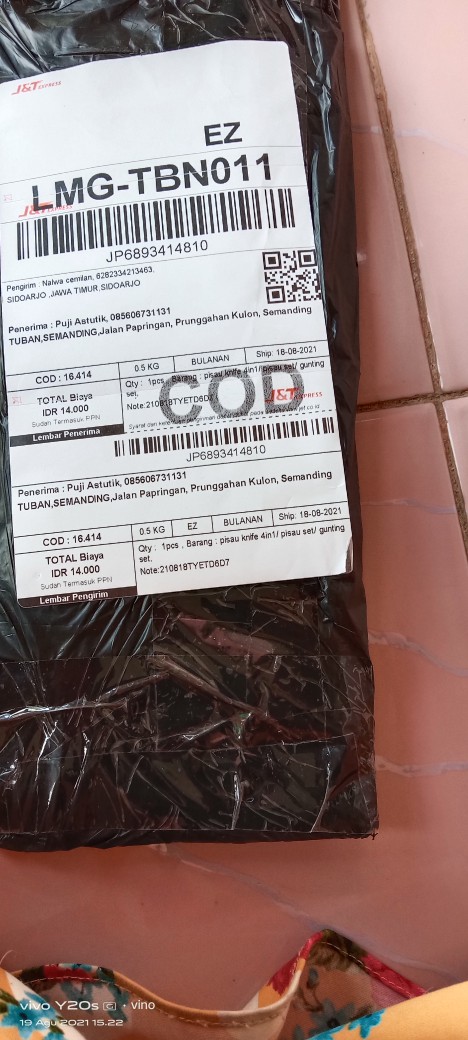 J&T EXPRESS
EZ
LMG-TBN011
J&T EXPRESS
JP6893414810
Pengirim : Nalwa cemilan, 6282334213463,
SIDOARJO ,JAWA TIMUR,SIDOARJO
Penerima : Puji Astutik, 085606731131
TUBAN,SEMANDING,Jalan Papringan, Prunggahan Kulon, Semanding
COD : 16.414
0.5 KG
BULANAN
Ship: 18-08-2021
TOTAL Biaya
IDR 14.000
Sudah Termasuk PPN
Lembar Penerima
Qty : 1pcs , Barang : pisau knife 4in1/ pisau set/ gunting
set.
Note:210818TYETD6D7
COD
J&T EXPRESS
JP6893414810
Penerima : Puji Astutik, 085606731131
TUBAN,SEMANDING,Jalan Papringan, Prunggahan Kulon, Semanding
COD : 16.414
0.5 KG
EZ
BULANAN
Ship: 18-08-2021
TOTAL Biaya
IDR 14.000
Sudah Termasuk PPN
Lembar Pengirim
Qty : 1pcs , Barang : pisau knife 4in1/ pisau set/ gunting
set.
Note:210818TYETD6D7
vivo Y20s G • vino
19 Agu 2021 15.22